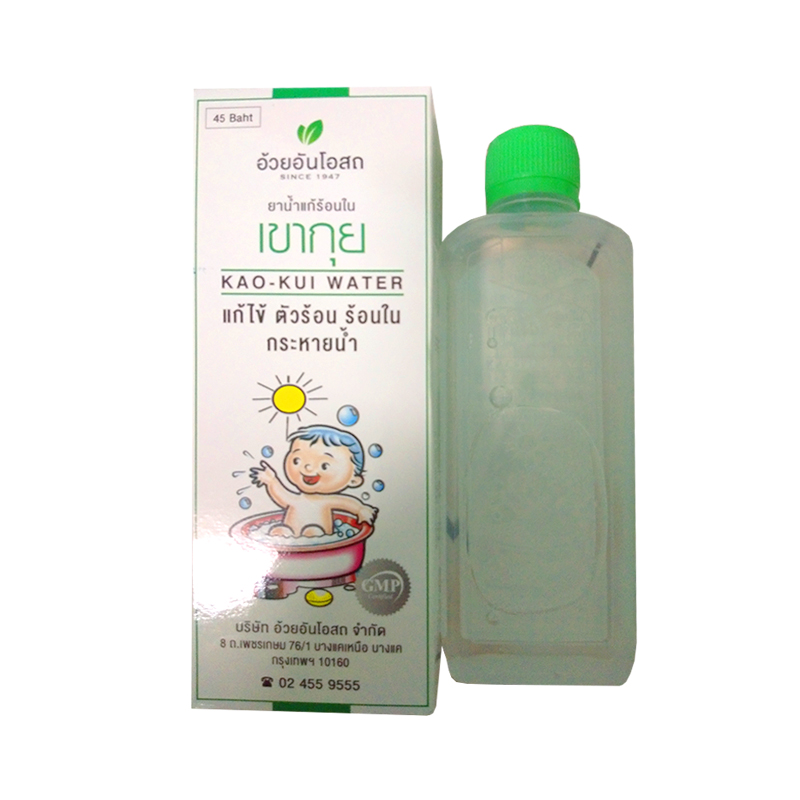 45 Baht
อ้วยอันโอสถ
SINCE 1947
ยาน้ำแก้ร้อนใน
เขากุย
KAO-KUI WATER
แก้ไข้ ตัวร้อน ร้อนใน
กระหายน้ำ
GMP
Certified
บริษัท อ้วยอันโอสถ จำกัด
8 ถ.เพชรเกษม 76/1 บางแคเหนือ บางแค
กรุงเทพฯ 10160
☎ 02 455 9555